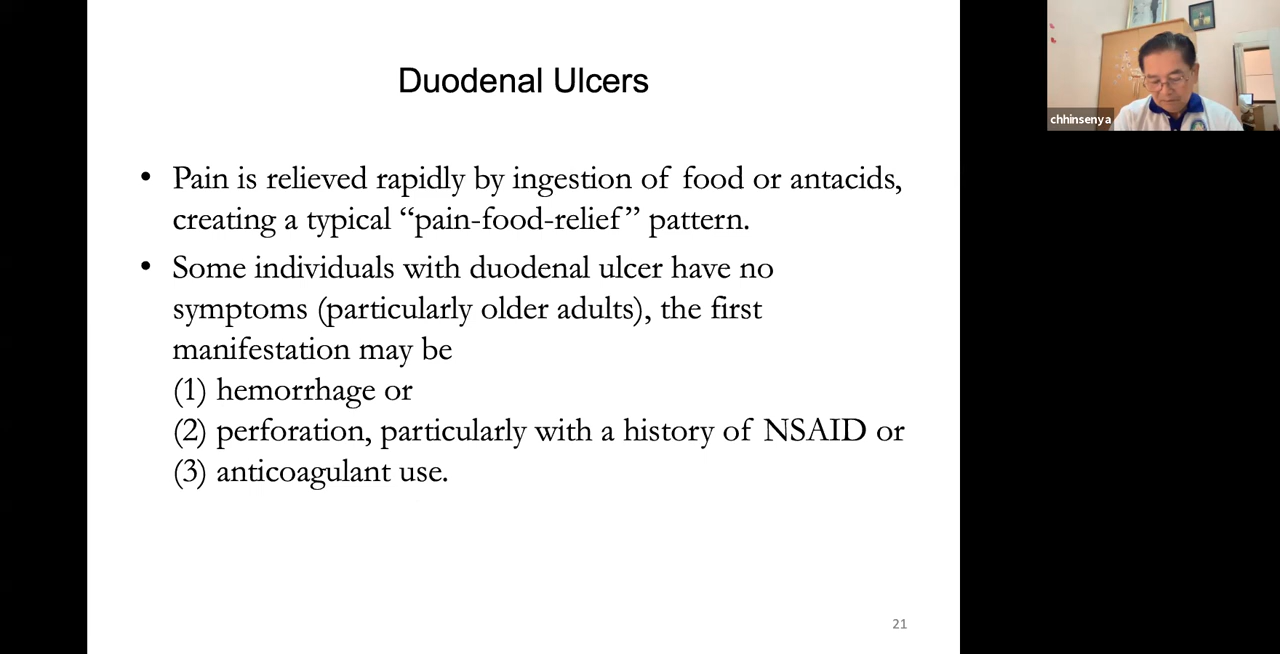 Duodenal Ulcers
• Pain is relieved rapidly by ingestion of food or antacids,
creating a typical “pain-food-relief” pattern.
• Some individuals with duodenal ulcer have no
symptoms (particularly older adults), the first
manifestation may be
(1) hemorrhage or
(2) perforation, particularly with a history of NSAID or
(3) anticoagulant use.
21
chhinsenya